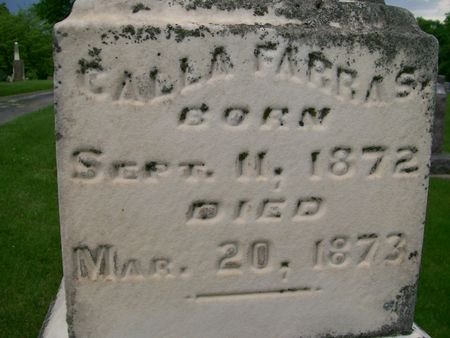 CALLA FARRAS
BORN
SEPT. 11, 1872
DIED
MAR. 20, 1873